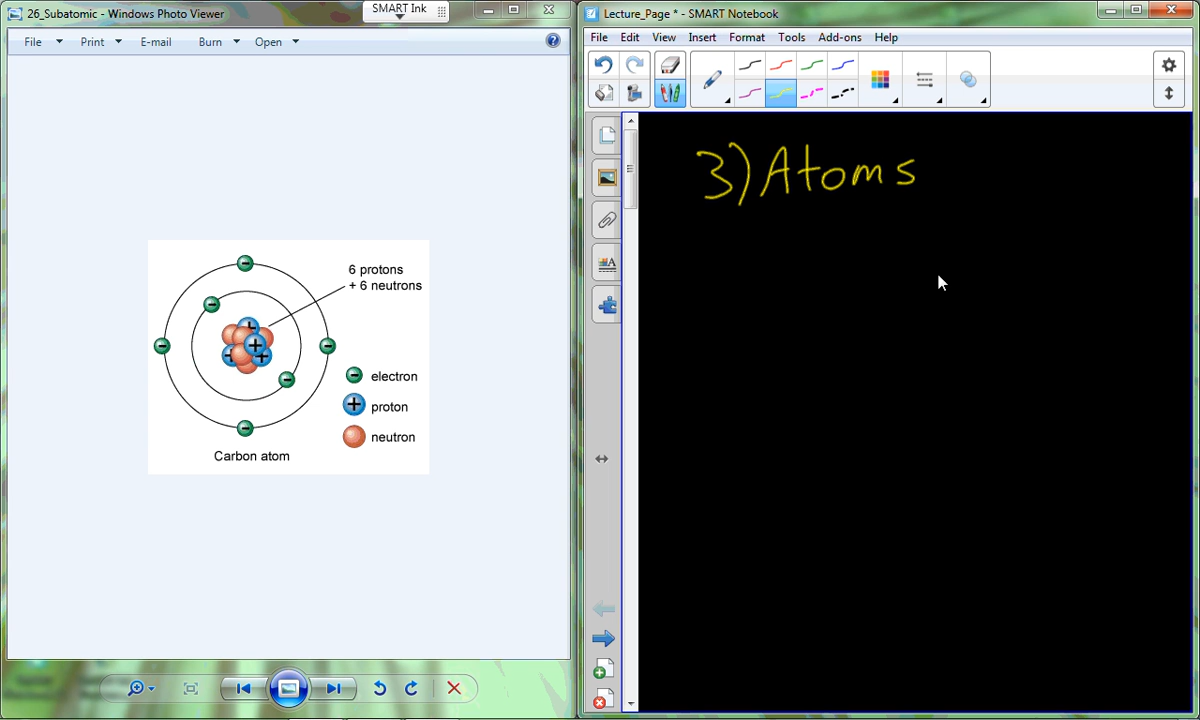 26_Subatomic - Windows Photo Viewer
SMART Ink
File Print E-mail Burn Open
6 protons
+ 6 neutrons
electron
proton
neutron
Carbon atom
Lecture_Page * - SMART Notebook
File Edit View Insert Format Tools Add-ons Help
3) Atoms